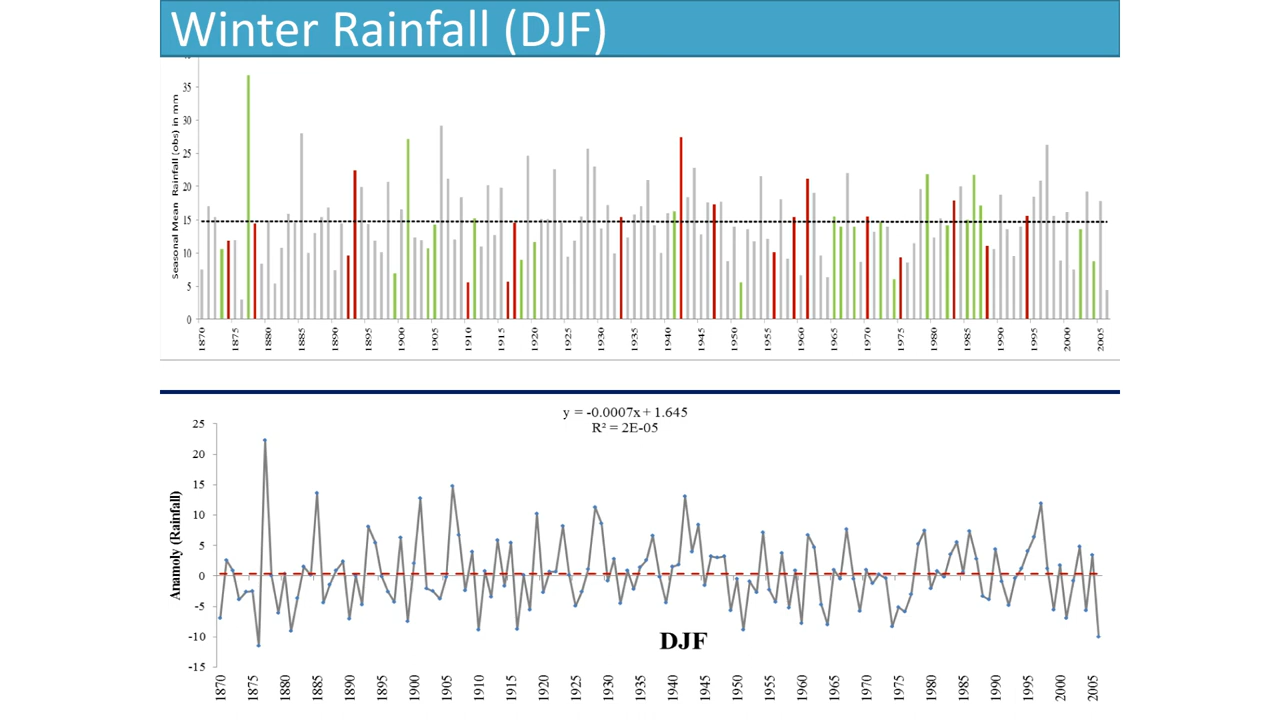 Winter Rainfall (DJF)
Seasonal Mean Rainfall (obs) in mm
35
30
25
20
15
10
5
0
1870 1875 1880 1885 1890 1895 1900 1905 1910 1915 1920 1925 1930 1935 1940 1945 1950 1955 1960 1965 1970 1975 1980 1985 1990 1995 2000 2005
y = -0.0007x + 1.645
R² = 2E-05
Anamoly (Rainfall)
25
20
15
10
5
0
-5
-10
-15
DJF
1870 1875 1880 1885 1890 1895 1900 1905 1910 1915 1920 1925 1930 1935 1940 1945 1950 1955 1960 1965 1970 1975 1980 1985 1990 1995 2000 2005